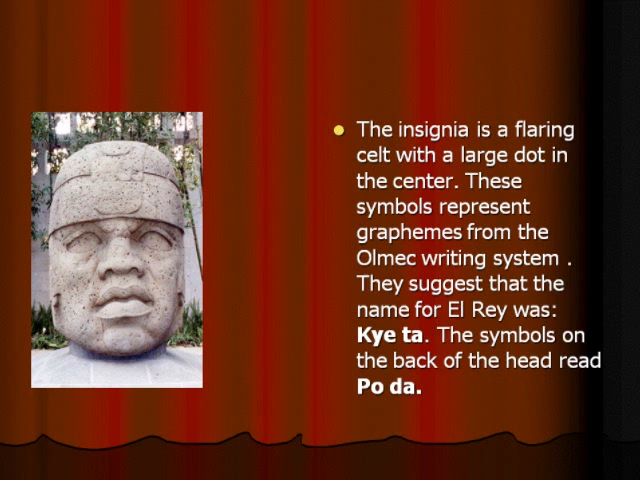 The insignia is a flaring
celt with a large dot in
the center. These
symbols represent
graphemes from the
Olmec writing system .
They suggest that the
name for El Rey was:
Kye ta. The symbols on
the back of the head read
Po da.